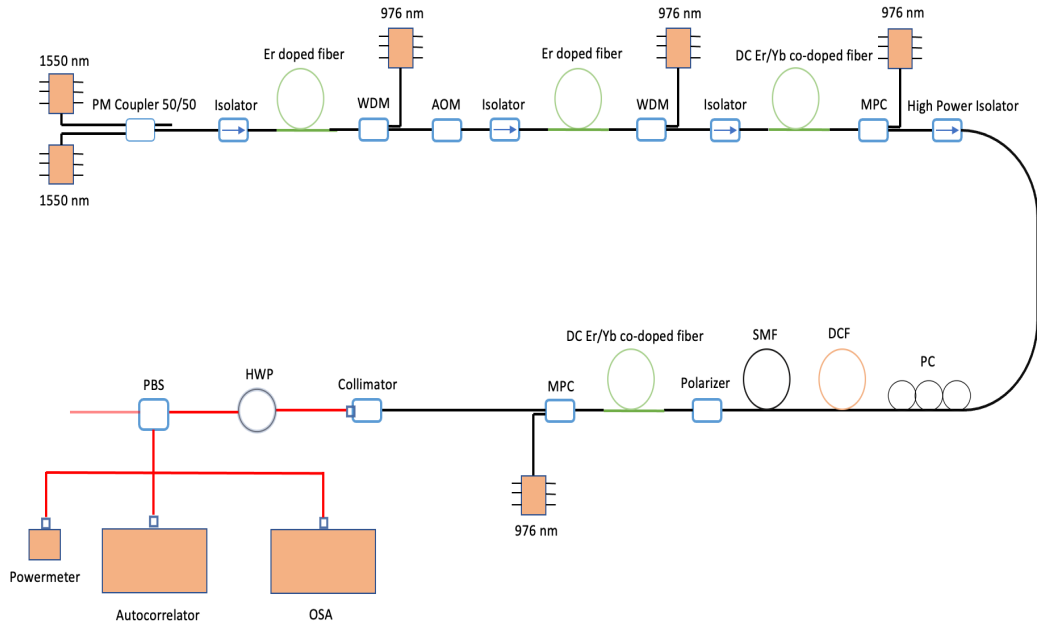 976 nm
976 nm
976 nm
1550 nm
Er doped fiber
Er doped fiber
DC Er/Yb co-doped fiber
PM Coupler 50/50
Isolator
WDM
AOM
Isolator
WDM
Isolator
MPC
High Power Isolator
1550 nm
DC Er/Yb co-doped fiber
SMF
DCF
PC
PBS
HWP
Collimator
MPC
Polarizer
976 nm
Powermeter
Autocorrelator
OSA